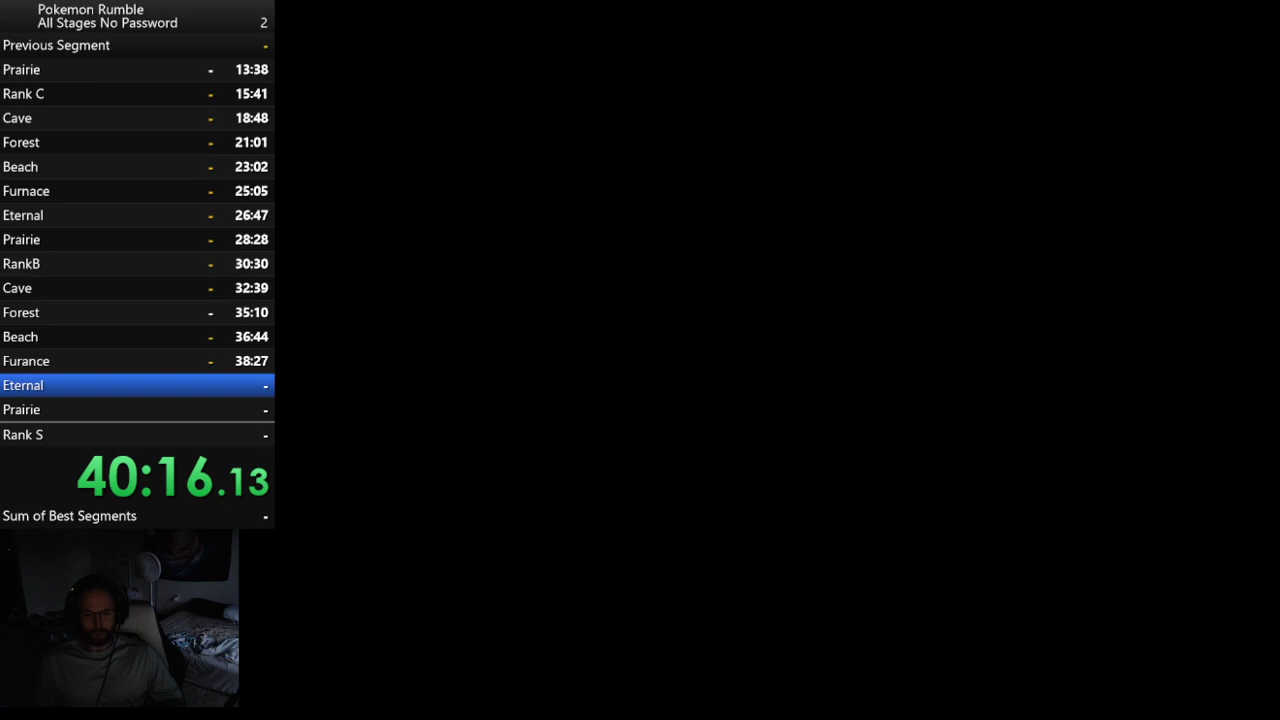 Pokemon Rumble
All Stages No Password 2
Previous Segment -
Prairie - 13:38
Rank C - 15:41
Cave - 18:48
Forest - 21:01
Beach - 23:02
Furnace - 25:05
Eternal - 26:47
Prairie - 28:28
RankB - 30:30
Cave - 32:39
Forest - 35:10
Beach - 36:44
Furance - 38:27
Eternal -
Prairie -
Rank S -
40:16.13
Sum of Best Segments -